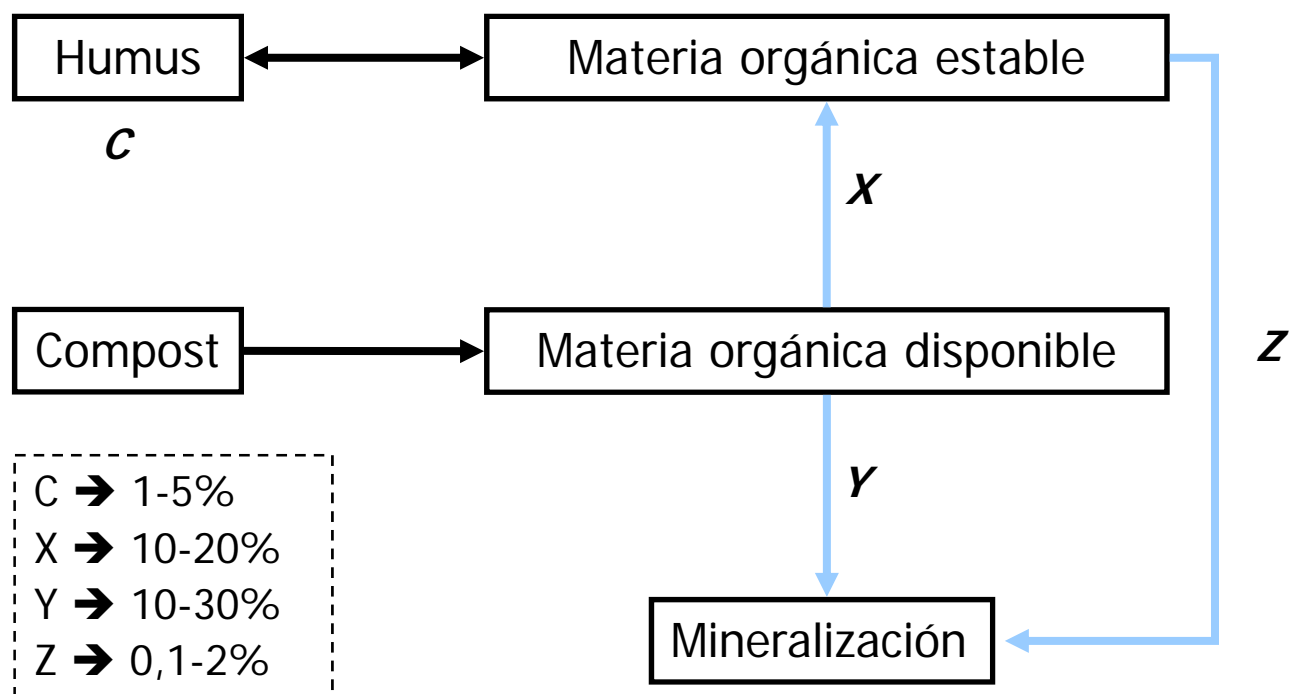 Humus
Materia orgánica estable
C
X
Compost
Materia orgánica disponible
Z
C ➔ 1-5%
X ➔ 10-20%
Y ➔ 10-30%
Z ➔ 0,1-2%
Y
Mineralización